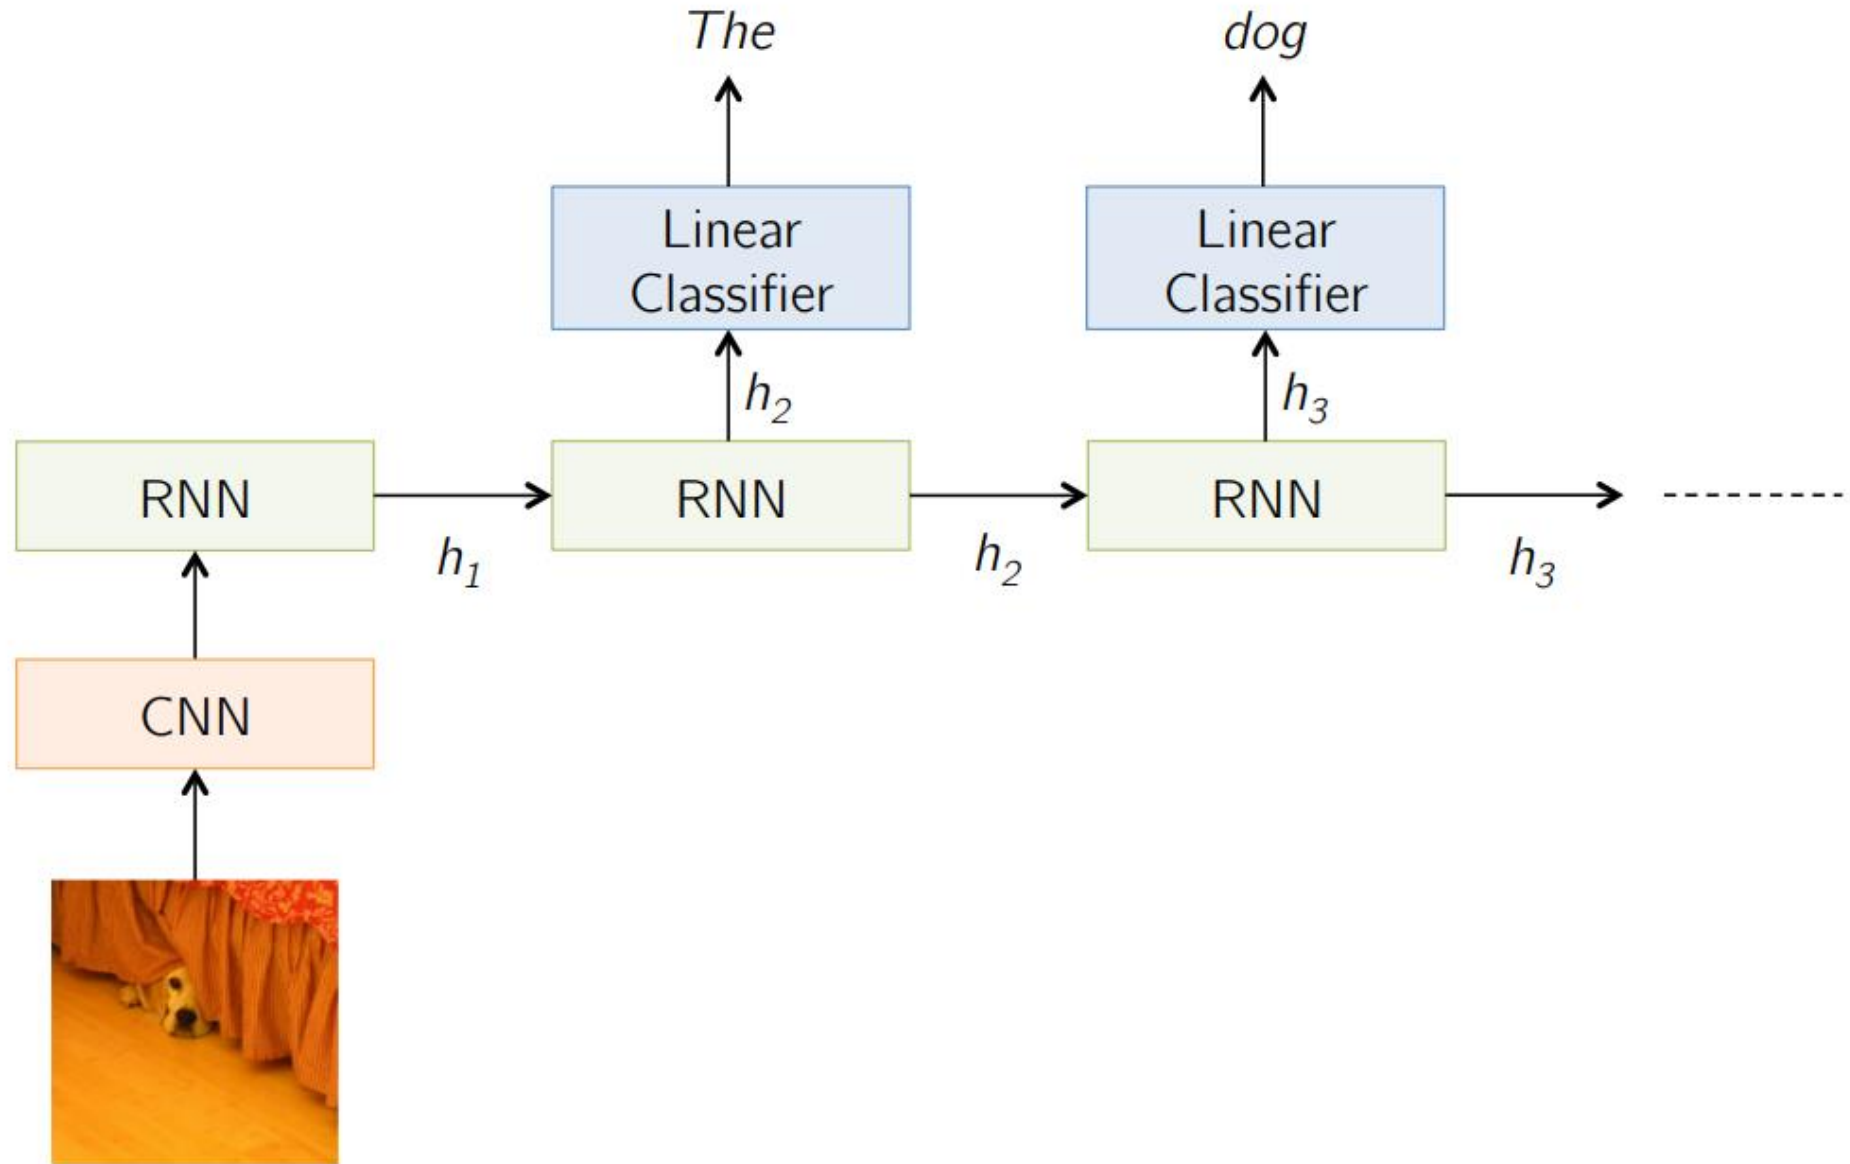 The
dog
Linear
Classifier
Linear
Classifier
h2
h3
RNN
RNN
RNN
h1
h2
h3
CNN